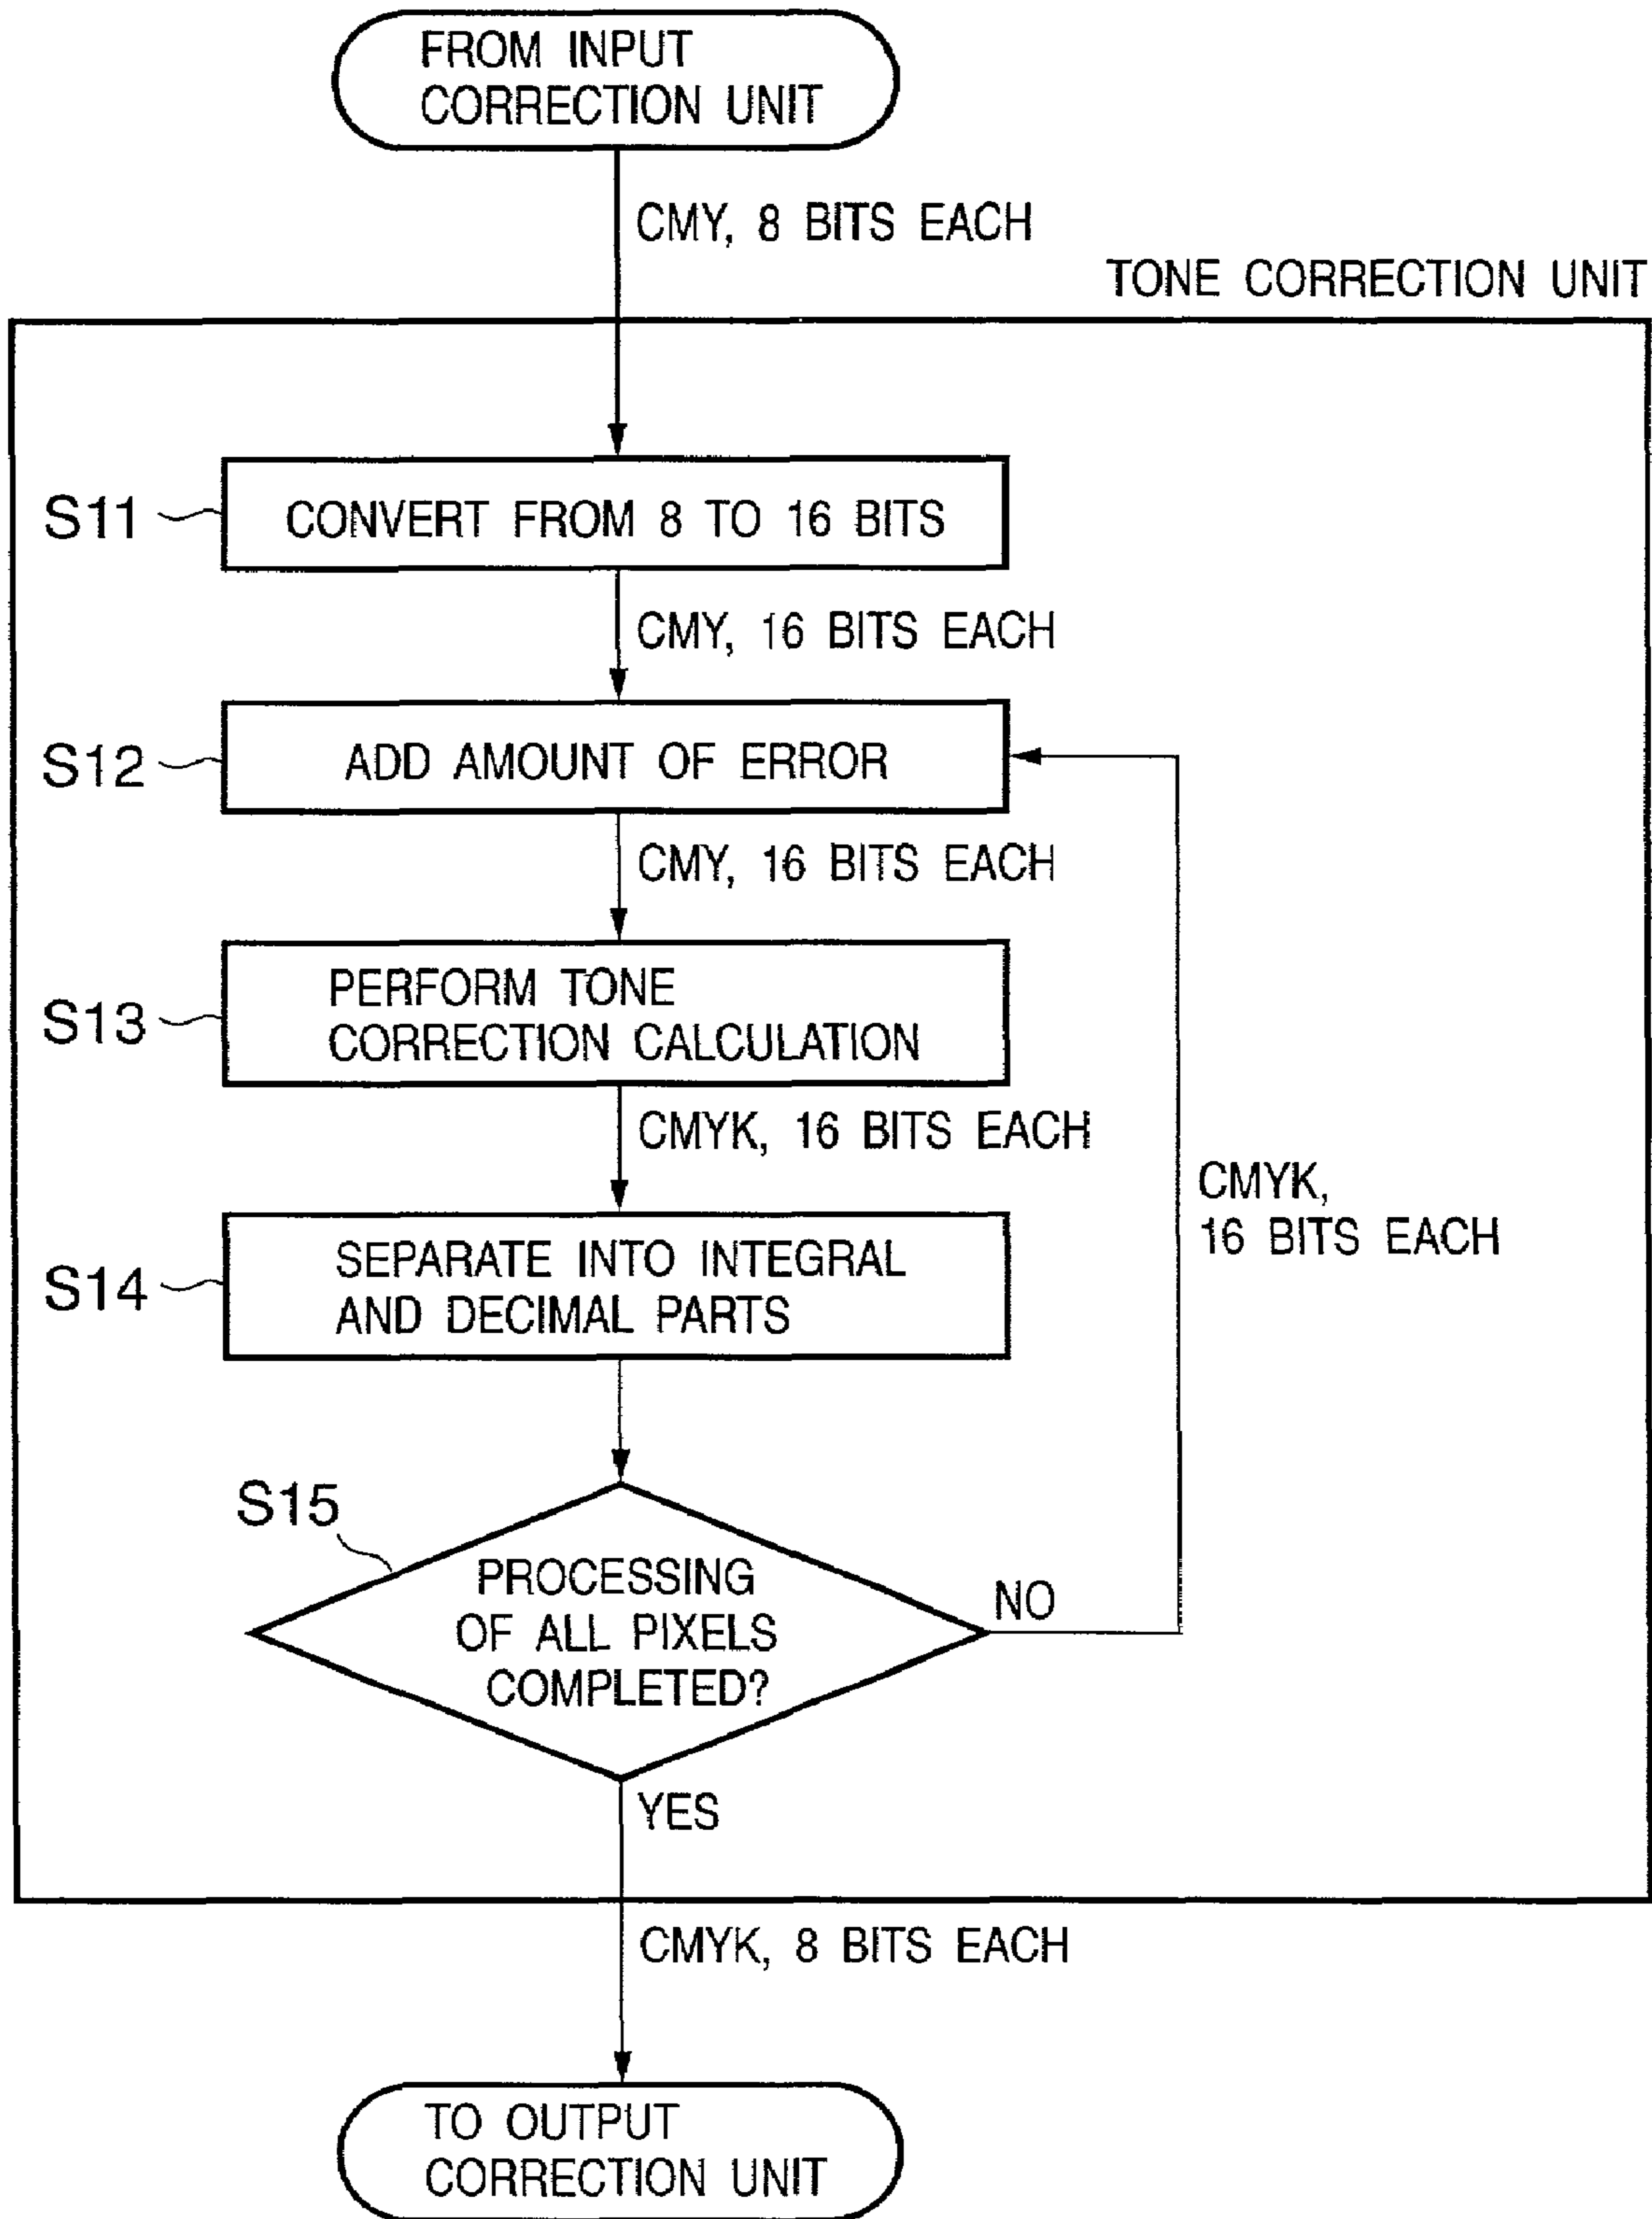 FROM INPUT
CORRECTION UNIT
CMY, 8 BITS EACH
TONE CORRECTION UNIT
S11
CONVERT FROM 8 TO 16 BITS
CMY, 16 BITS EACH
S12
ADD AMOUNT OF ERROR
CMY, 16 BITS EACH
S13
PERFORM TONE
CORRECTION CALCULATION
CMYK, 16 BITS EACH
CMYK,
16 BITS EACH
S14
SEPARATE INTO INTEGRAL
AND DECIMAL PARTS
S15
PROCESSING
OF ALL PIXELS
COMPLETED?
NO
YES
CMYK, 8 BITS EACH
TO OUTPUT
CORRECTION UNIT